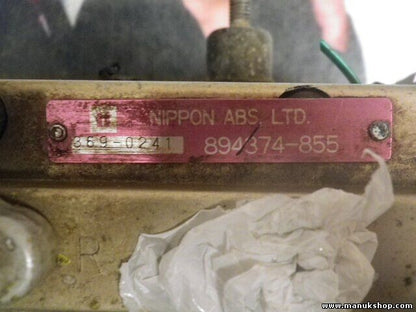 NIPPON ABS, LTD.
369-0241 894374-855
R
www.manukshop.com